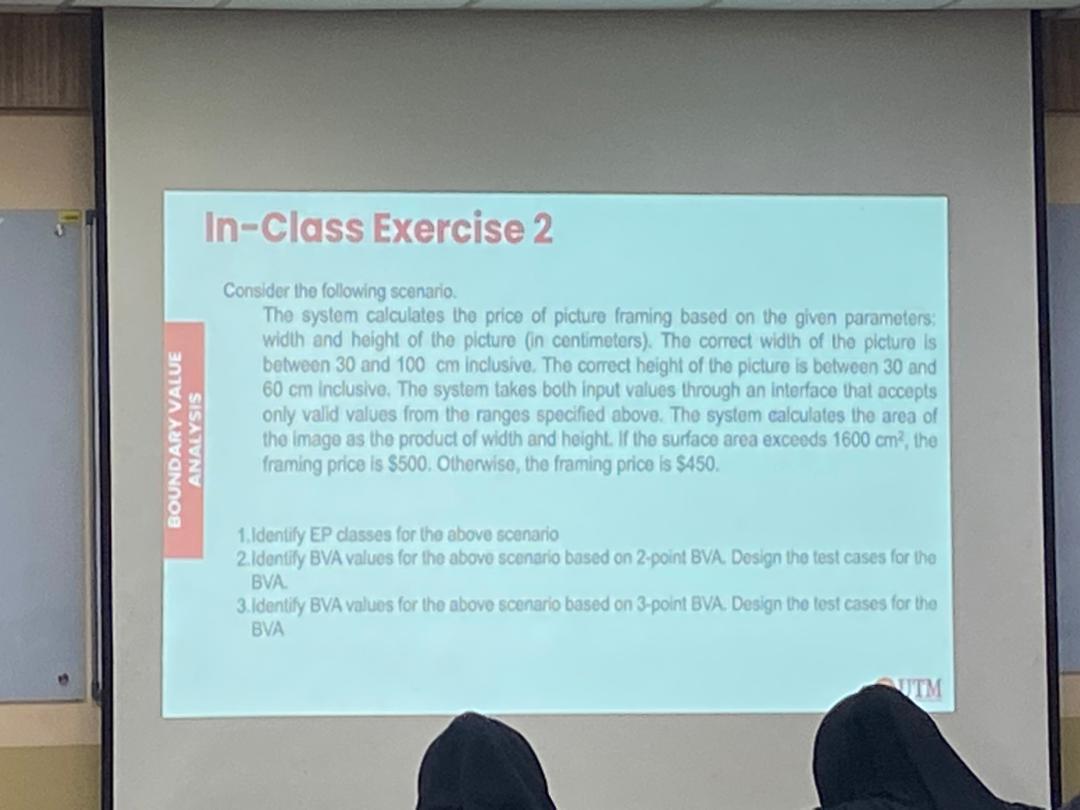 In-Class Exercise 2
Consider the following scenario.
The system calculates the price of picture framing based on the given parameters:
width and height of the picture (in centimeters). The correct width of the picture is
between 30 and 100 cm inclusive. The correct height of the picture is between 30 and
60 cm inclusive. The system takes both input values through an interface that accepts
only valid values from the ranges specified above. The system calculates the area of
the image as the product of width and height. If the surface area exceeds 1600 cm², the
framing price is $500. Otherwise, the framing price is $450.
BOUNDARY VALUE
ANALYSIS
1.Identify EP classes for the above scenario
2.Identify BVA values for the above scenario based on 2-point BVA. Design the test cases for the
BVA.
3.Identify BVA values for the above scenario based on 3-point BVA. Design the test cases for the
BVA
UTM